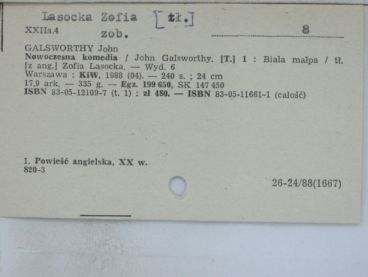 Lasocka Zofia [tł.]
XXIIa.4 zob. 8
GALSWORTHY John
Nowoczesna komedia / John Galsworthy. [T.] 1 : Biała małpa / tł.
[z ang.] Zofia Lasocka. — Wyd. 6
Warszawa : KiW, 1988 (04). — 240 s. ; 24 cm
17,9 ark. — 335 g. — Egz. 199 650, SK 147 450
ISBN 83-05-12109-7 (t. 1) : zł 480. — ISBN 83-05-11661-1 (całość)
1. Powieść angielska, XX w.
820-3
26-24/88(1667)